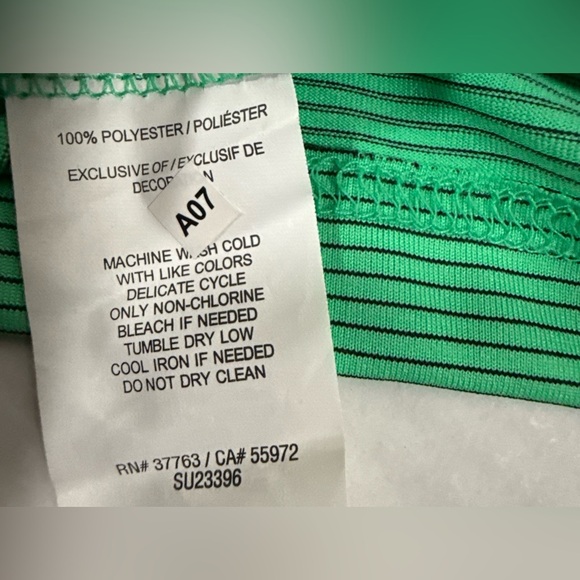 100% POLYESTER / POLIÉSTER
EXCLUSIVE OF / EXCLUSIF DE
A07
MACHINE WASH COLD
WITH LIKE COLORS
DELICATE CYCLE
ONLY NON-CHLORINE
BLEACH IF NEEDED
TUMBLE DRY LOW
COOL IRON IF NEEDED
DO NOT DRY CLEAN
RN# 37763 / CA# 55972
SU23396